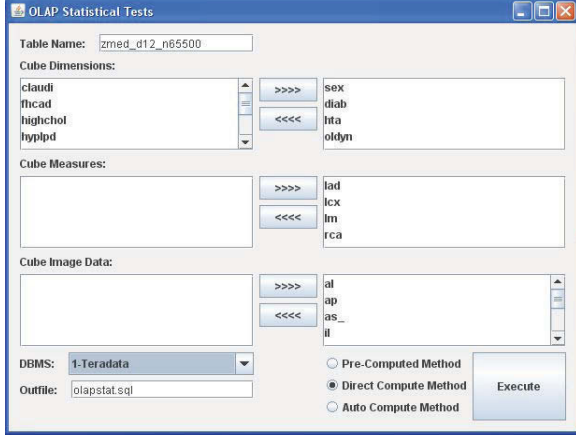 OLAP Statistical Tests
Table Name: zmed_d12_n65500
Cube Dimensions:
claudi
fhcad
highchol
hyplpd
>>>>
<<<<
sex
diab
hta
oldyn
Cube Measures:
>>>>
<<<<
lad
lcx
lm
rca
Cube Image Data:
>>>>
<<<<
al
ap
as_
il
DBMS: 1-Teradata
Outfile: olapstat.sql
Pre-Computed Method
Direct Compute Method
Auto Compute Method
Execute